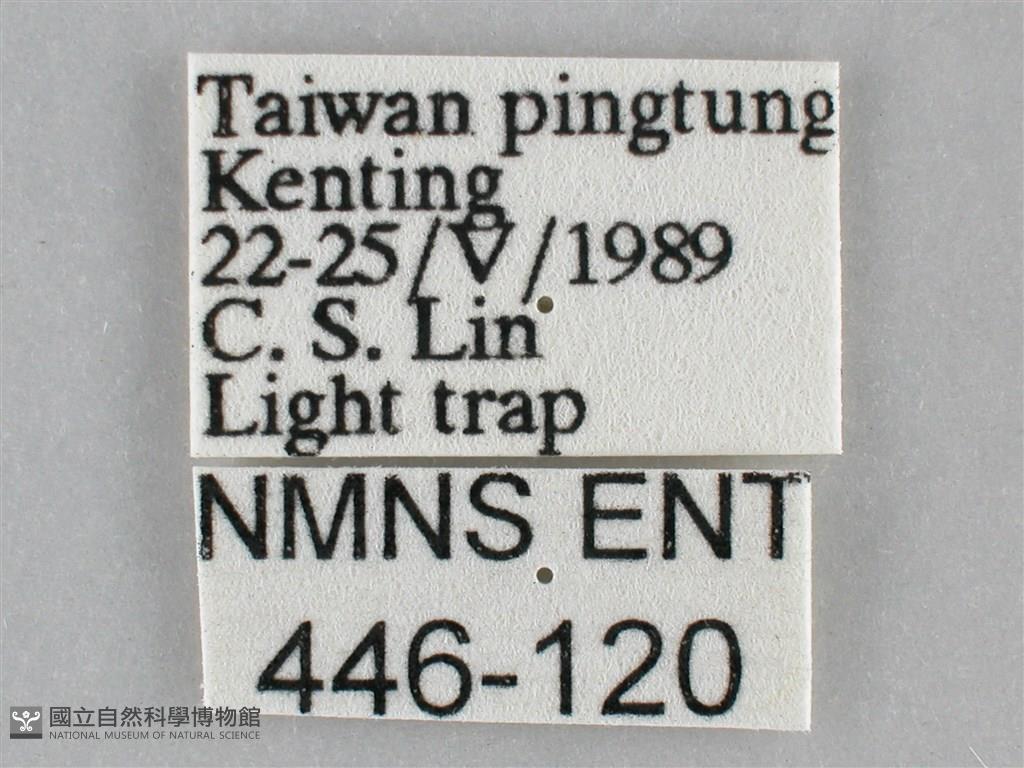 Taiwan pingtung
Kenting
22-25/V/1989
C. S. Lin
Light trap
NMNS ENT
446-120
國立自然科學博物館
NATIONAL MUSEUM OF NATURAL SCIENCE